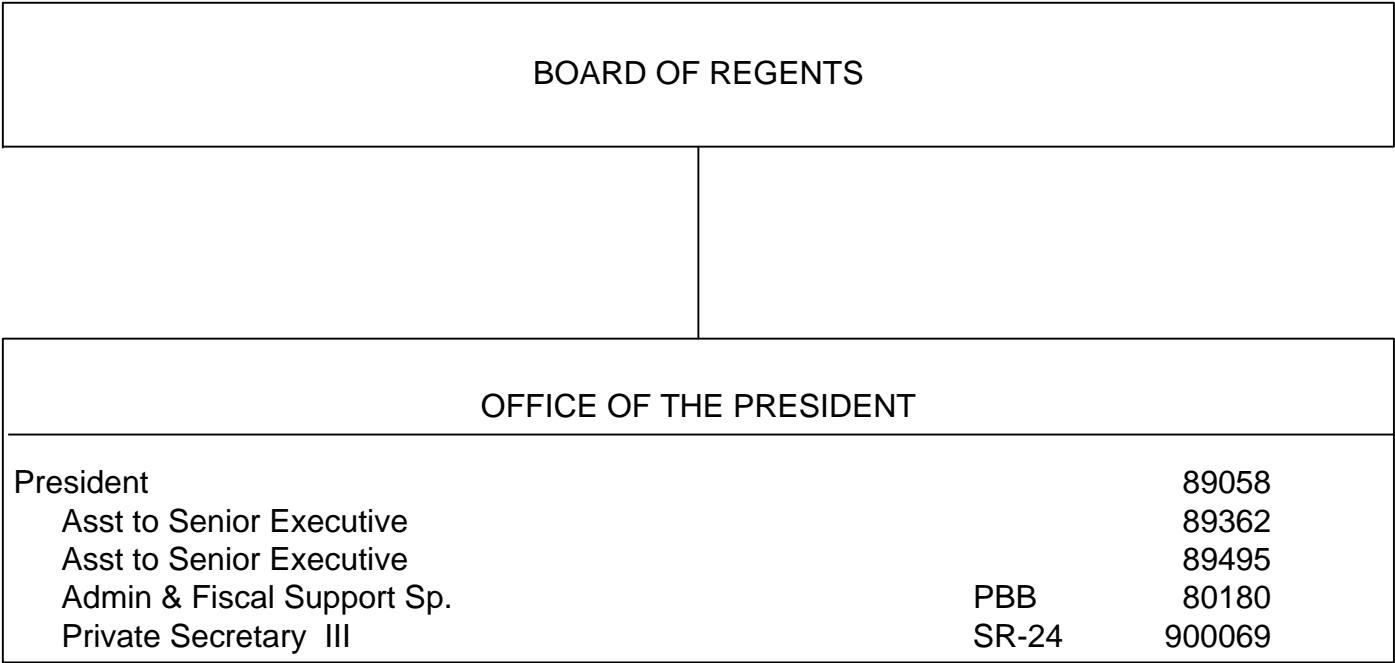 BOARD OF REGENTS
OFFICE OF THE PRESIDENT
President 89058
Asst to Senior Executive 89362
Asst to Senior Executive 89495
Admin & Fiscal Support Sp. PBB 80180
Private Secretary III SR-24 900069